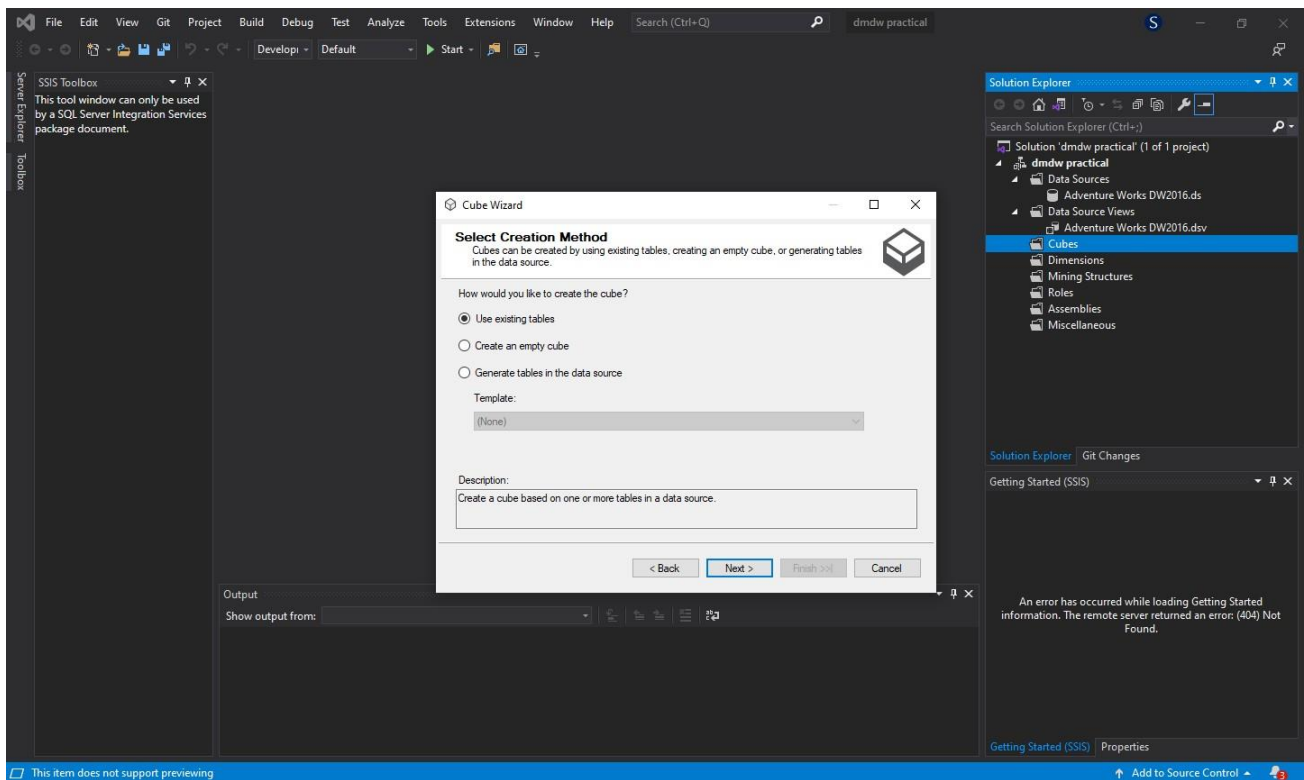 File Edit View Git Project Build Debug Test Analyze Tools Extensions Window Help Search (Ctrl+Q) dmdw practical S
Developı Default Start
Server Explorer
Toolbox
SSIS Toolbox
This tool window can only be used
by a SQL Server Integration Services
package document.
Cube Wizard
Select Creation Method
Cubes can be created by using existing tables, creating an empty cube, or generating tables
in the data source.
How would you like to create the cube?
Use existing tables
Create an empty cube
Generate tables in the data source
Template:
(None)
Description:
Create a cube based on one or more tables in a data source.
< Back Next > Finish >>| Cancel
Output
Show output from:
Solution Explorer
Search Solution Explorer (Ctrl+;)
Solution 'dmdw practical' (1 of 1 project)
dmdw practical
Data Sources
Adventure Works DW2016.ds
Data Source Views
Adventure Works DW2016.dsv
Cubes
Dimensions
Mining Structures
Roles
Assemblies
Miscellaneous
Solution Explorer Git Changes
Getting Started (SSIS)
An error has occurred while loading Getting Started
information. The remote server returned an error: (404) Not
Found.
Getting Started (SSIS) Properties
This item does not support previewing Add to Source Control 3